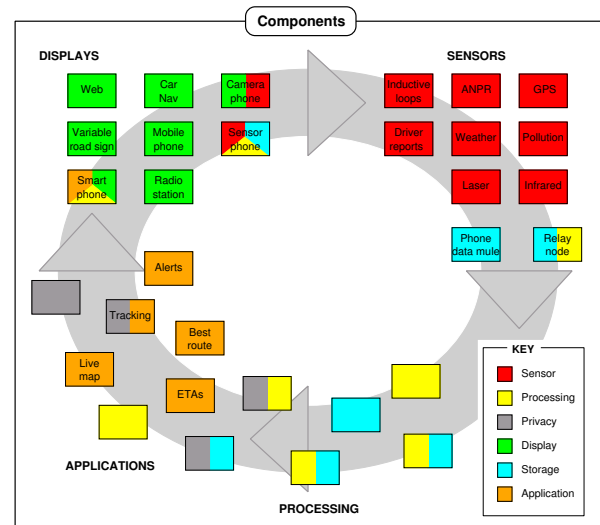 Components
DISPLAYS
SENSORS
Web
Car
Nav
Camera
phone
Inductive
loops
ANPR
GPS
Variable
road sign
Mobile
phone
Sensor
phone
Driver
reports
Weather
Pollution
Smart
phone
Radio
station
Laser
Infrared
Phone
data mule
Relay
node
Alerts
Tracking
Best
route
Live
map
ETAs
KEY
Sensor
Processing
Privacy
Display
Storage
Application
APPLICATIONS
PROCESSING